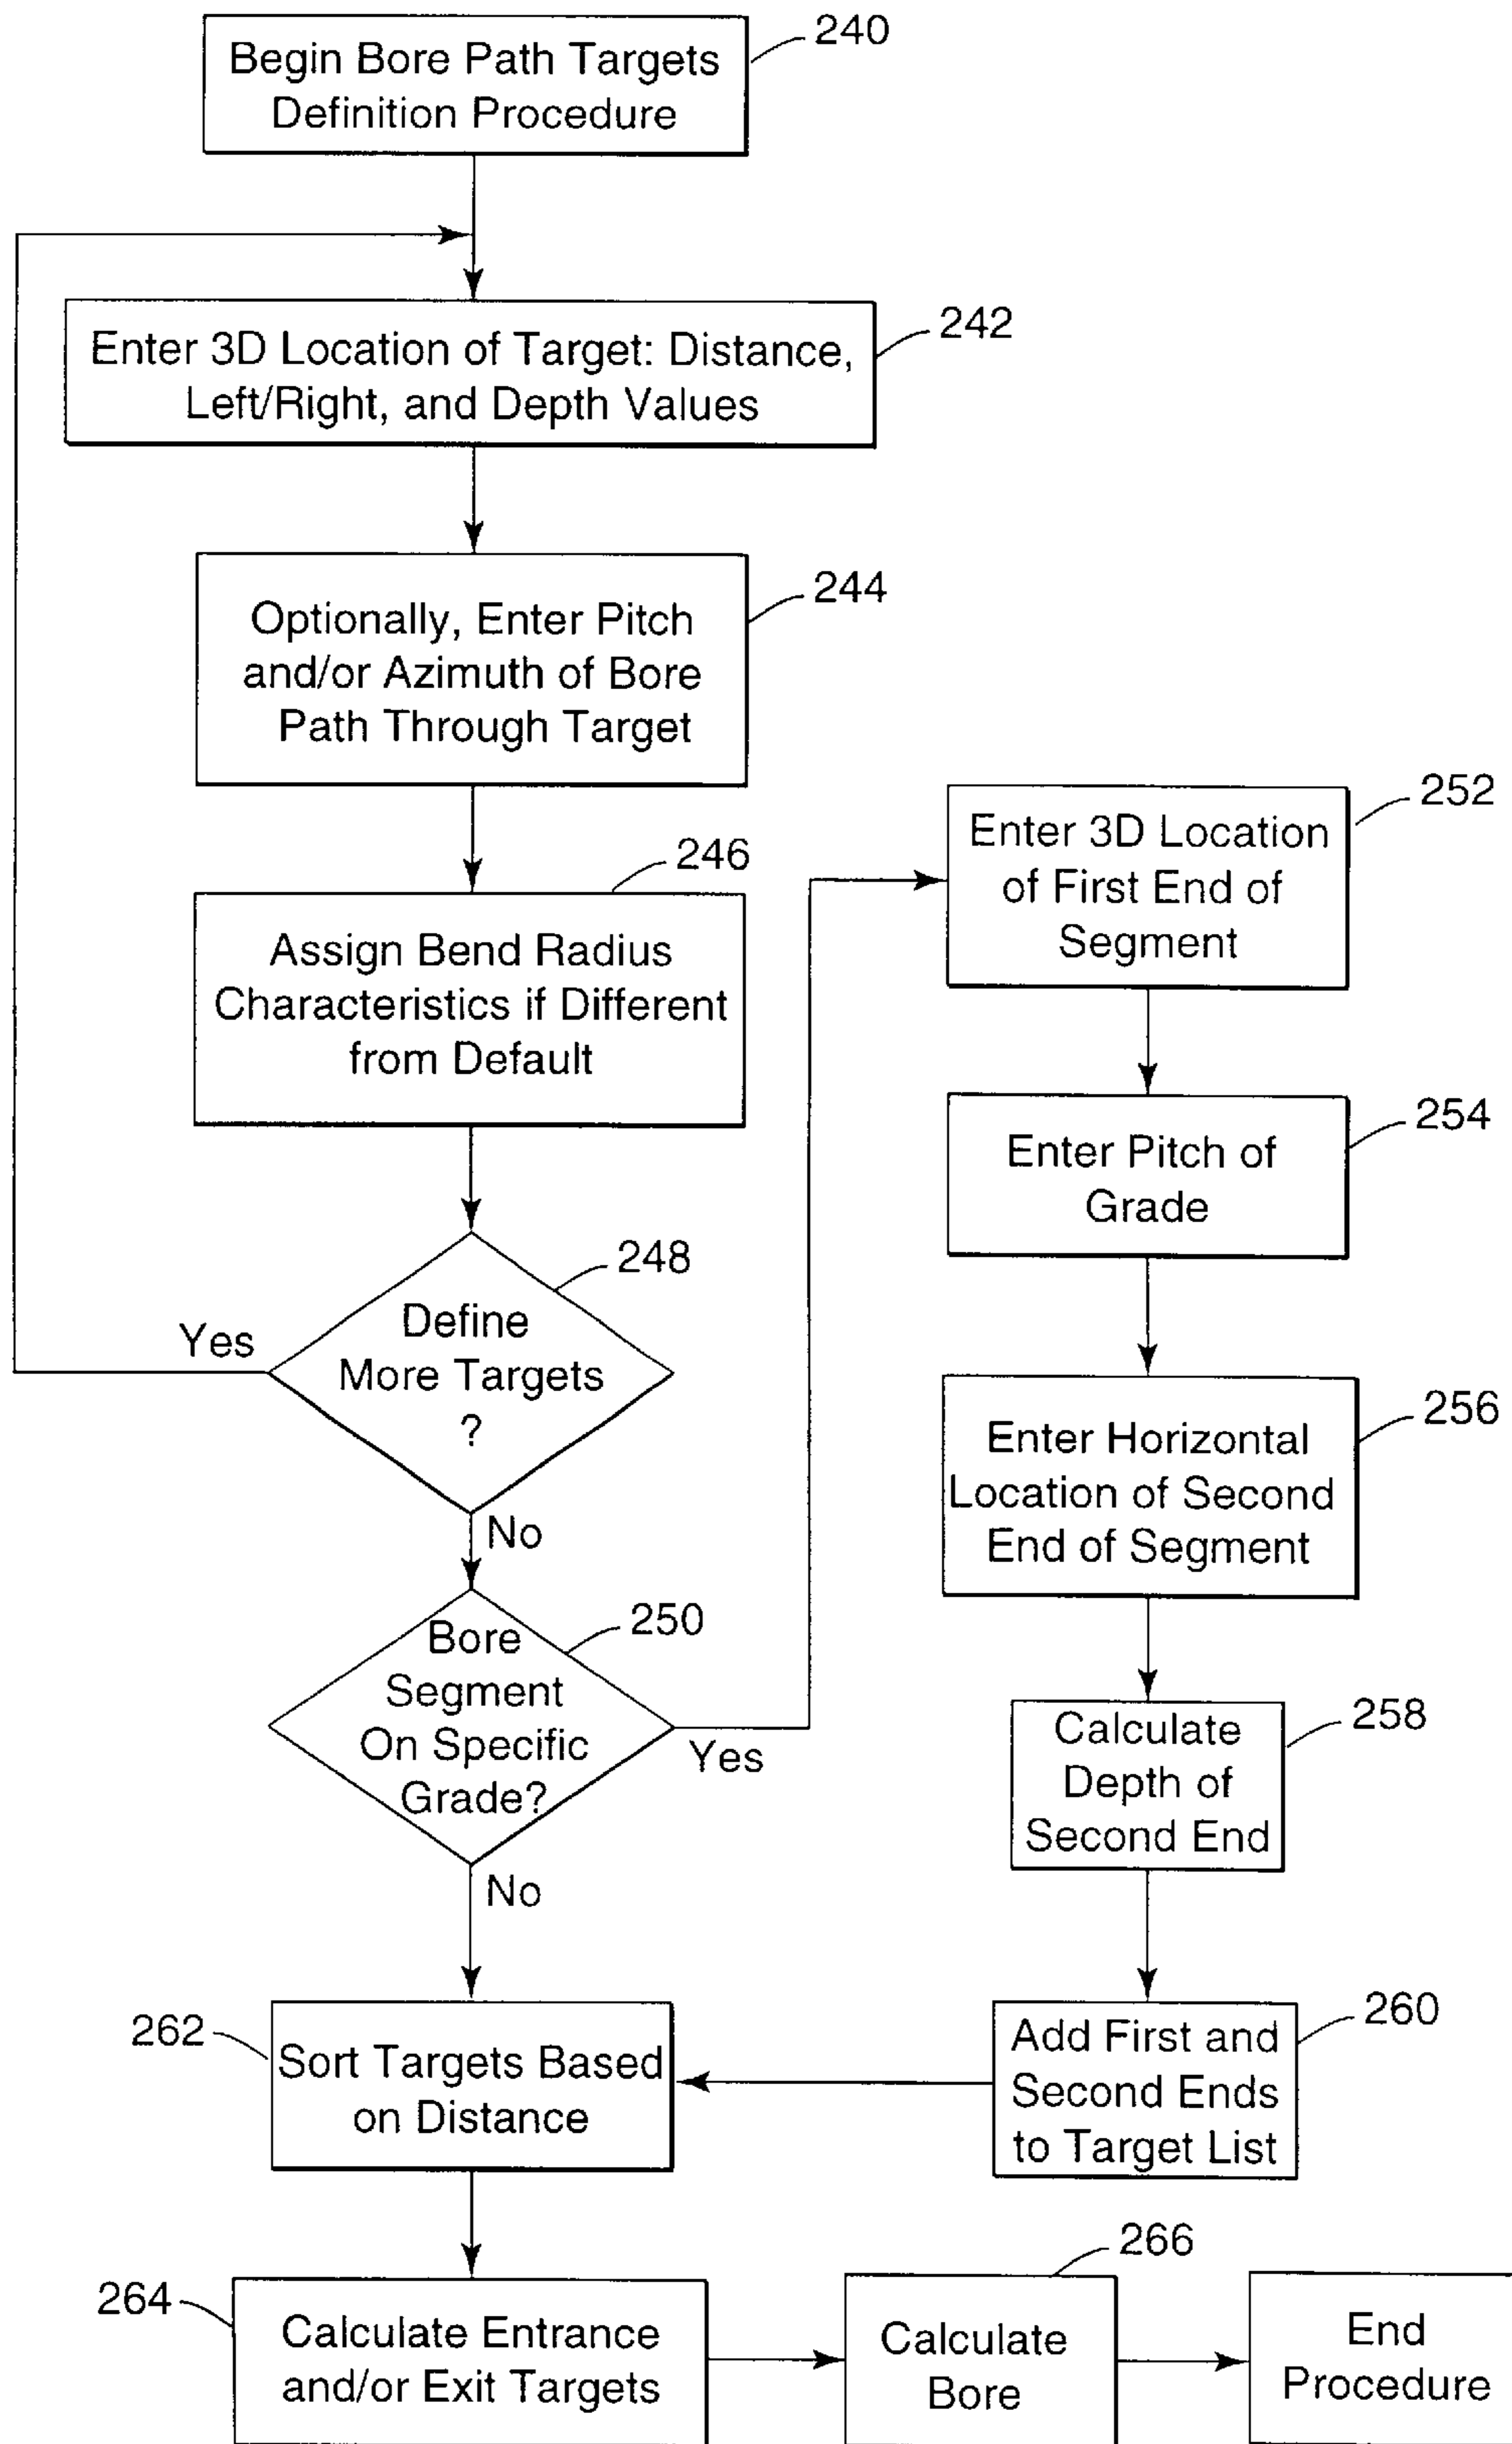 Begin Bore Path Targets
Definition Procedure
240
Enter 3D Location of Target: Distance,
Left/Right, and Depth Values
242
Optionally, Enter Pitch
and/or Azimuth of Bore
Path Through Target
244
Assign Bend Radius
Characteristics if Different
from Default
246
Define
More Targets
?
248
Yes
No
Bore
Segment
On Specific
Grade?
250
Yes
No
Enter 3D Location
of First End of
Segment
252
Enter Pitch of
Grade
254
Enter Horizontal
Location of Second
End of Segment
256
Calculate
Depth of
Second End
258
Add First and
Second Ends
to Target List
260
262
Sort Targets Based
on Distance
264
Calculate Entrance
and/or Exit Targets
266
Calculate
Bore
End
Procedure